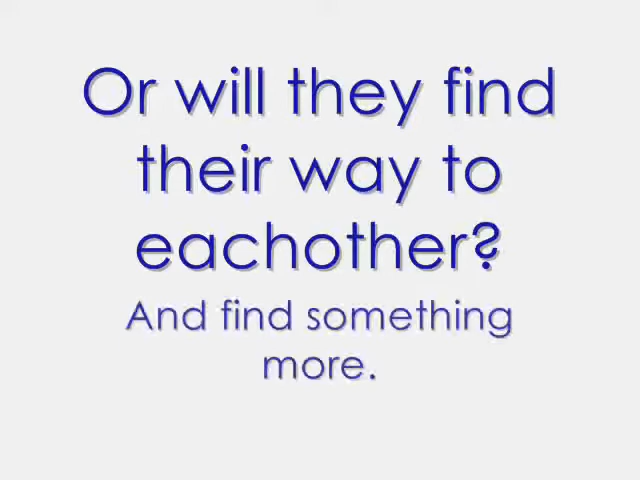 Or will they find
their way to
eachother?
And find something
more.